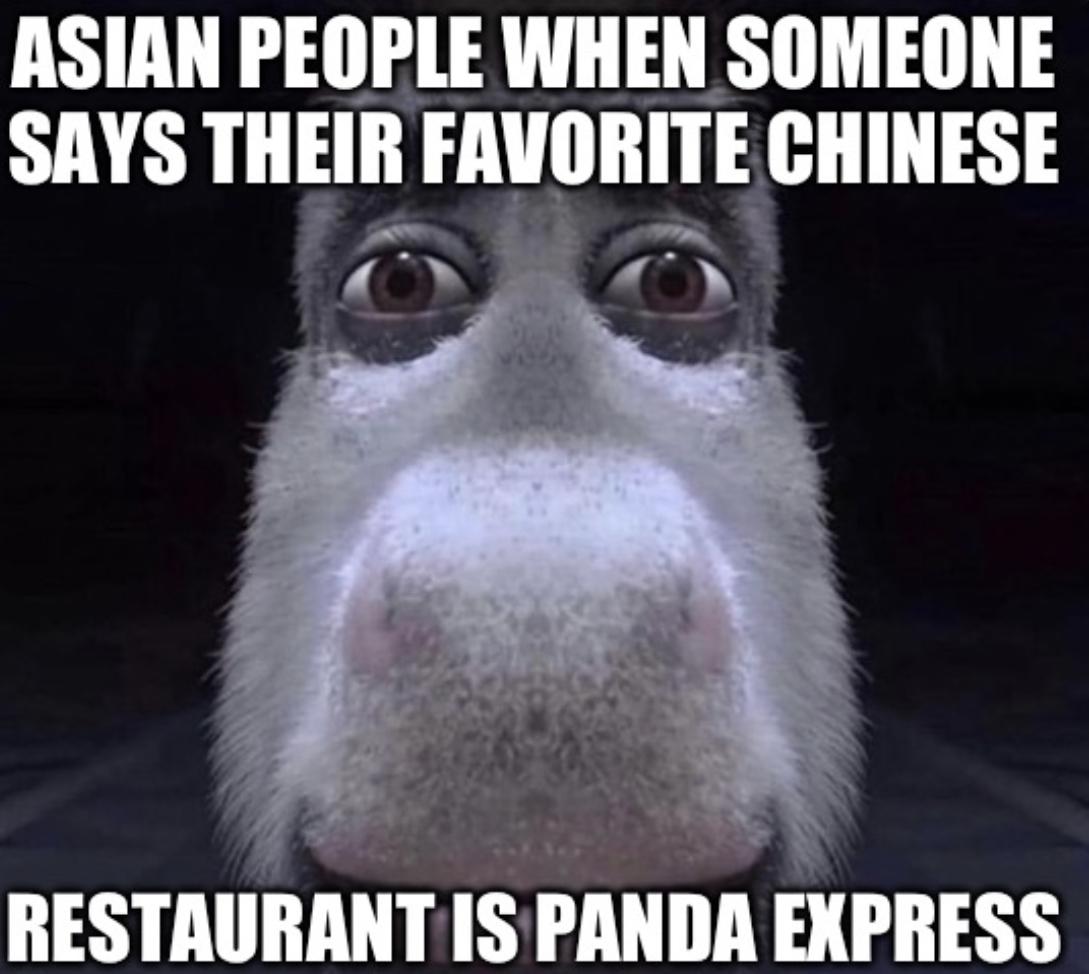 ASIAN PEOPLE WHEN SOMEONE
SAYS THEIR FAVORITE CHINESE
RESTAURANT IS PANDA EXPRESS